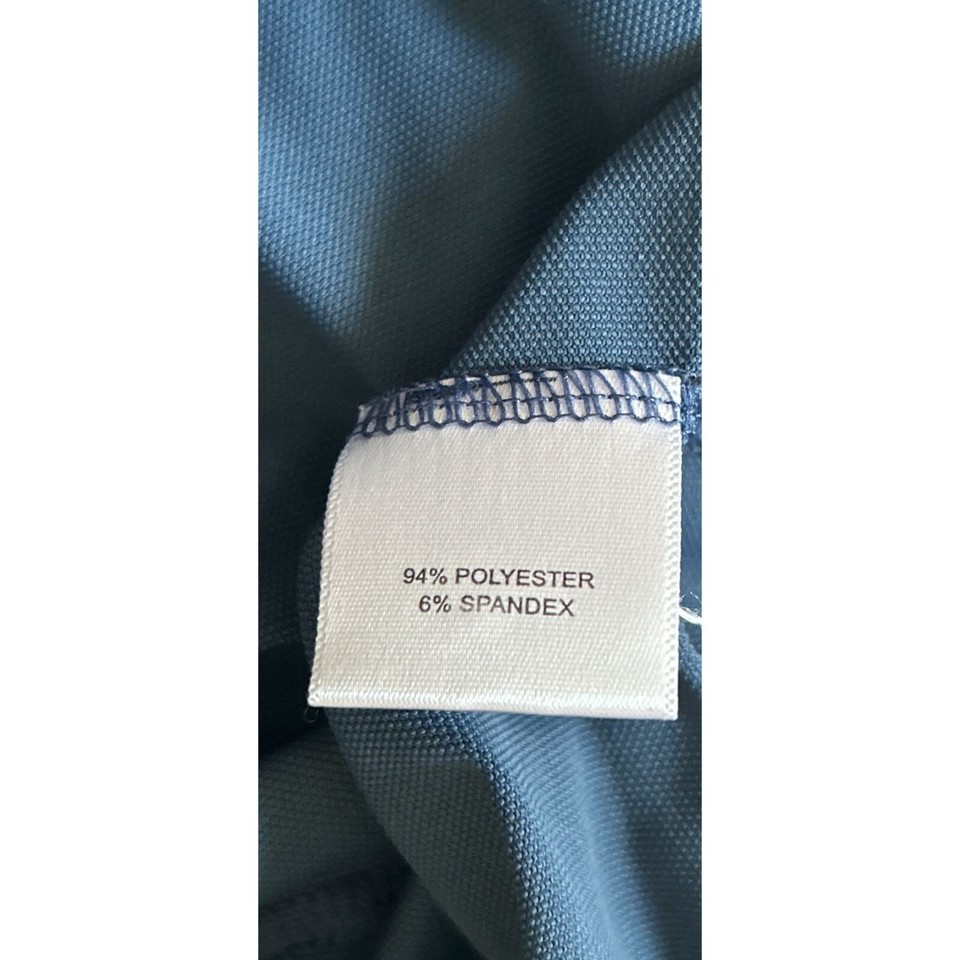 94% POLYESTER
6% SPANDEX